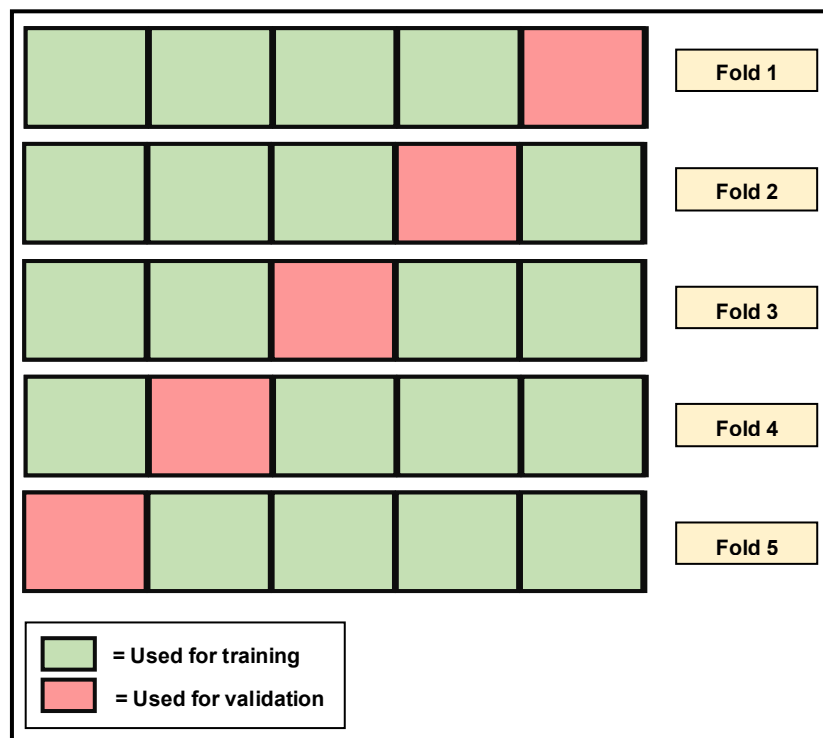 Fold 1
Fold 2
Fold 3
Fold 4
Fold 5
= Used for training
= Used for validation